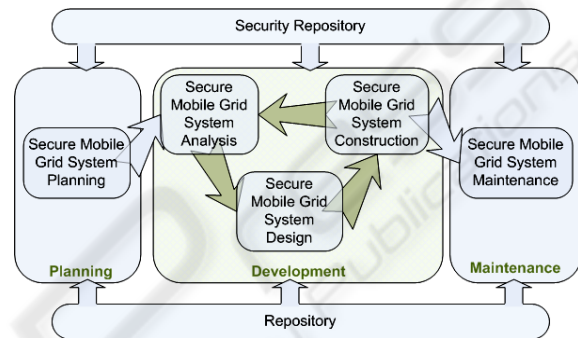 Security Repository
Secure Mobile
Grid System
Planning
Planning
Secure
Mobile Grid
System
Analysis
Secure
Mobile Grid
System
Construction
Secure
Mobile Grid
System
Design
Development
Secure Mobile
Grid System
Maintenance
Maintenance
Repository
Publications